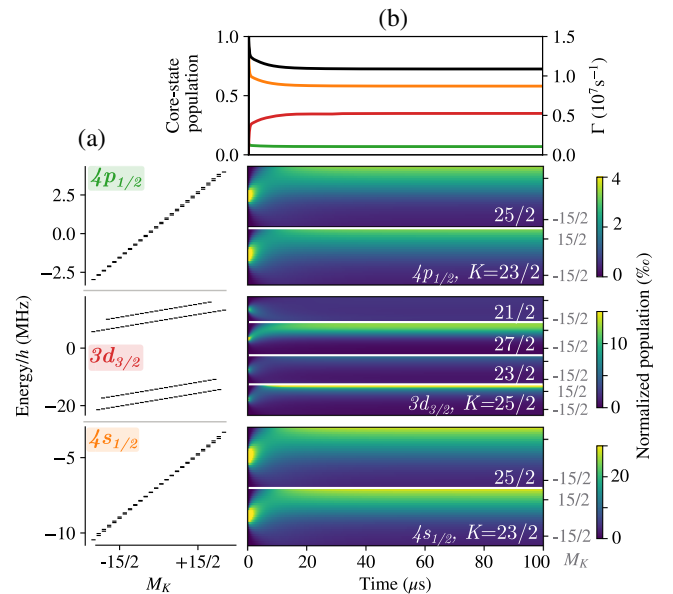 (b)
1.0
0.5
0.0
Core-state
population
1.5
1.0
0.5
0.0
Γ (10⁷s⁻¹)
(a)
4p₁/₂
2.5
0.0
−2.5
25/2
4p₁/₂, K=23/2
-15/2
15/2
-15/2
4
2
0
3d₃/₂
0
−20
21/2
27/2
23/2
3d₃/₂, K=25/2
-15/2
15/2
-15/2
15
10
5
0
4s₁/₂
−5
−10
25/2
4s₁/₂, K=23/2
-15/2
15/2
-15/2
20
0
Energy/h (MHz)
Normalized population (‰)
-15/2
+15/2
M_K
0
20
40
60
80
100
M_K
Time (μs)